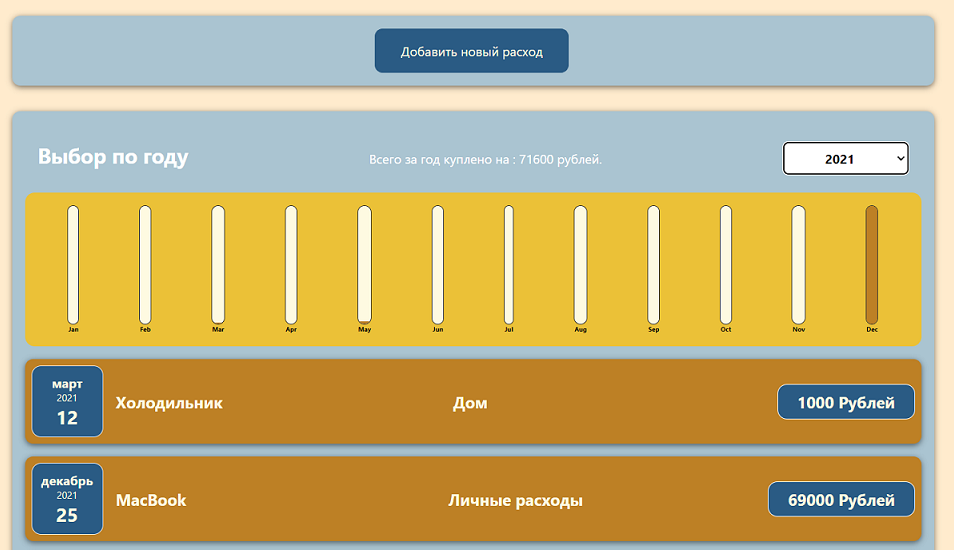 Добавить новый расход
Выбор по году
Всего за год куплено на : 71600 рублей.
2021
Jan Feb Mar Apr May Jun Jul Aug Sep Oct Nov Dec
март
2021
12
Холодильник
Дом
1000 Рублей
декабрь
2021
25
MacBook
Личные расходы
69000 Рублей